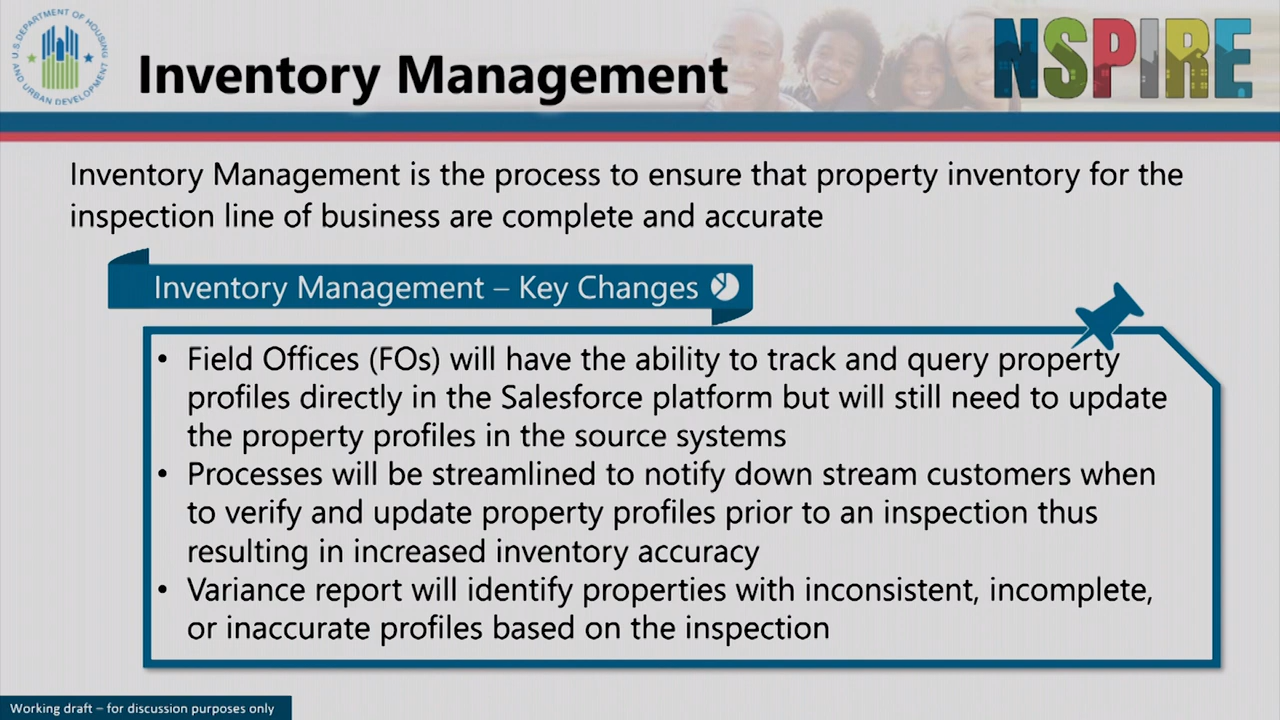 U.S. DEPARTMENT OF HOUSING
AND URBAN DEVELOPMENT
Inventory Management
NSPIRE
Inventory Management is the process to ensure that property inventory for the
inspection line of business are complete and accurate
Inventory Management – Key Changes
• Field Offices (FOs) will have the ability to track and query property
profiles directly in the Salesforce platform but will still need to update
the property profiles in the source systems
• Processes will be streamlined to notify down stream customers when
to verify and update property profiles prior to an inspection thus
resulting in increased inventory accuracy
• Variance report will identify properties with inconsistent, incomplete,
or inaccurate profiles based on the inspection
Working draft – for discussion purposes only